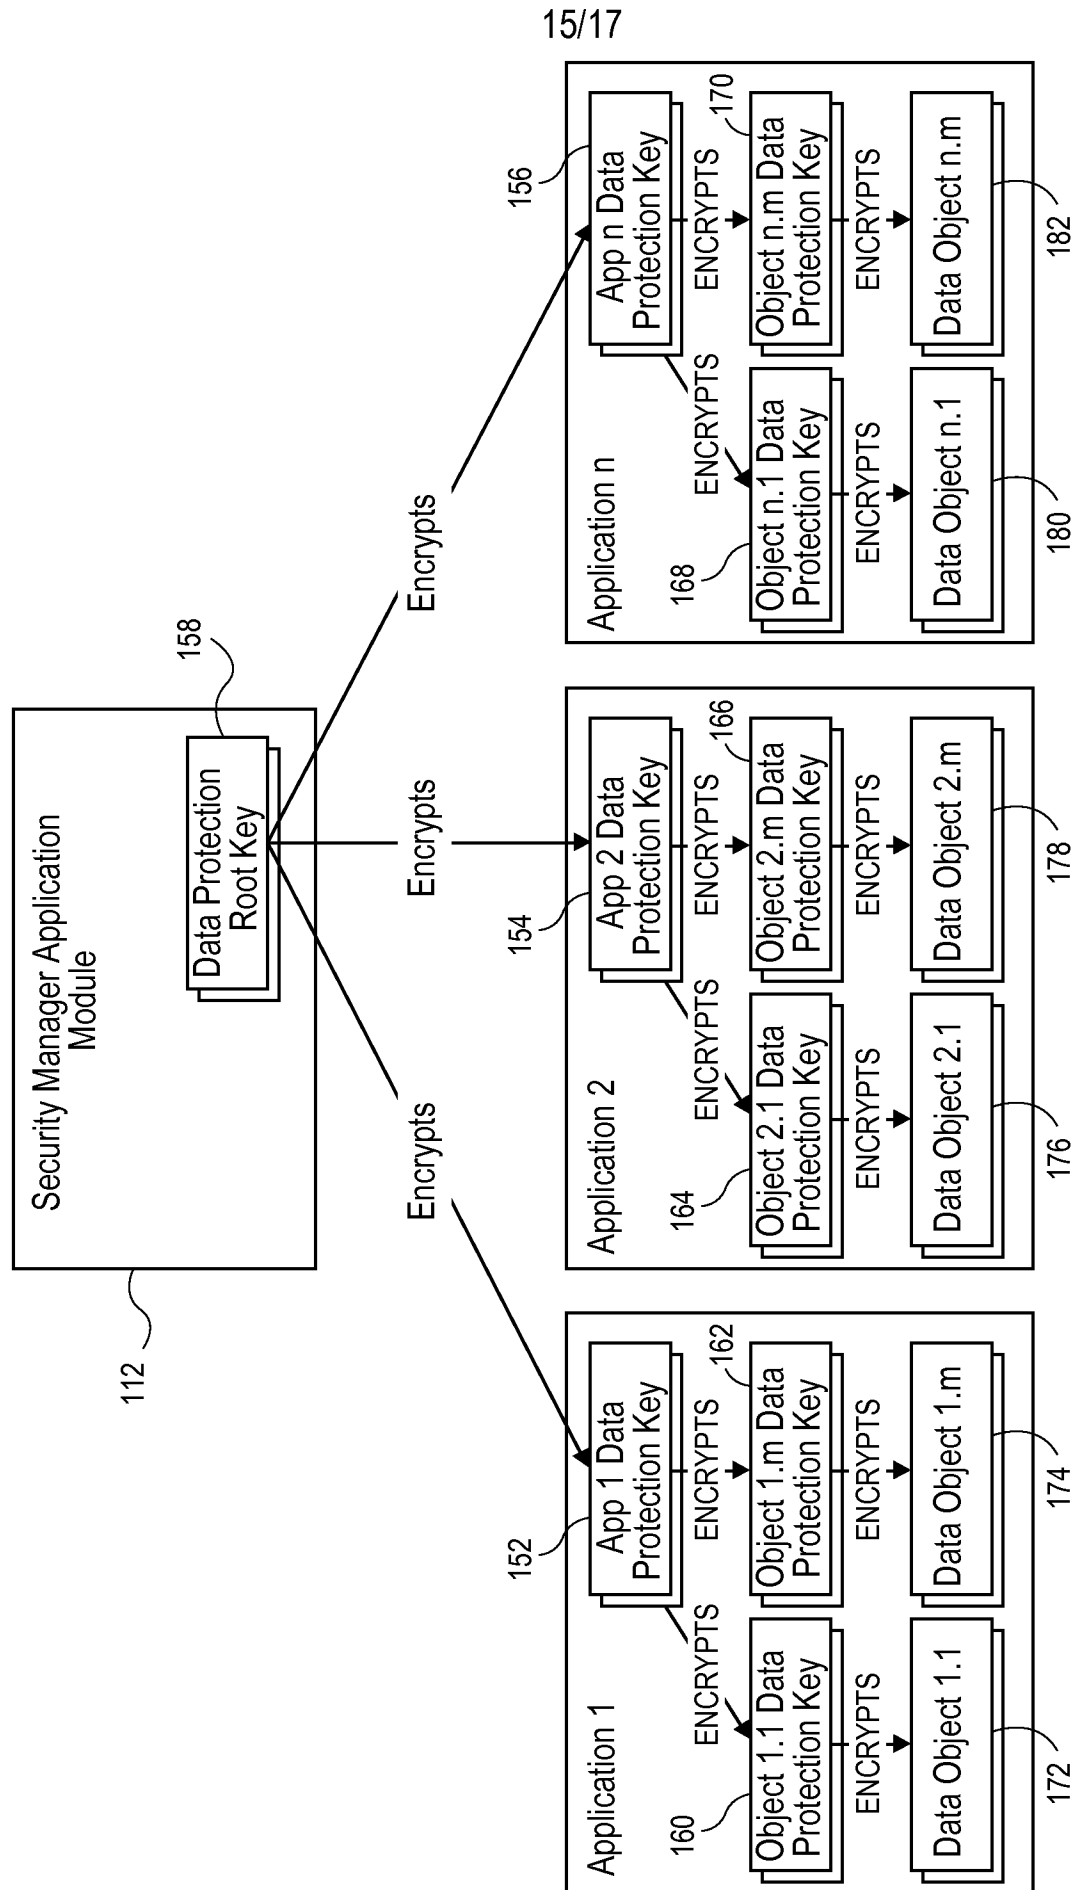 15/17
Security Manager Application
Module
Data Protection
Root Key
158
112
Encrypts
Encrypts
Encrypts
Application 1
152
App 1 Data
Protection Key
ENCRYPTS
ENCRYPTS
160
Object 1.1 Data
Protection Key
162
Object 1.m Data
Protection Key
ENCRYPTS
ENCRYPTS
Data Object 1.1
172
Data Object 1.m
174
Application 2
154
App 2 Data
Protection Key
ENCRYPTS
ENCRYPTS
164
Object 2.1 Data
Protection Key
166
Object 2.m Data
Protection Key
ENCRYPTS
ENCRYPTS
Data Object 2.1
176
Data Object 2.m
178
Application n
156
App n Data
Protection Key
ENCRYPTS
ENCRYPTS
168
Object n.1 Data
Protection Key
170
Object n.m Data
Protection Key
ENCRYPTS
ENCRYPTS
Data Object n.1
180
Data Object n.m
182